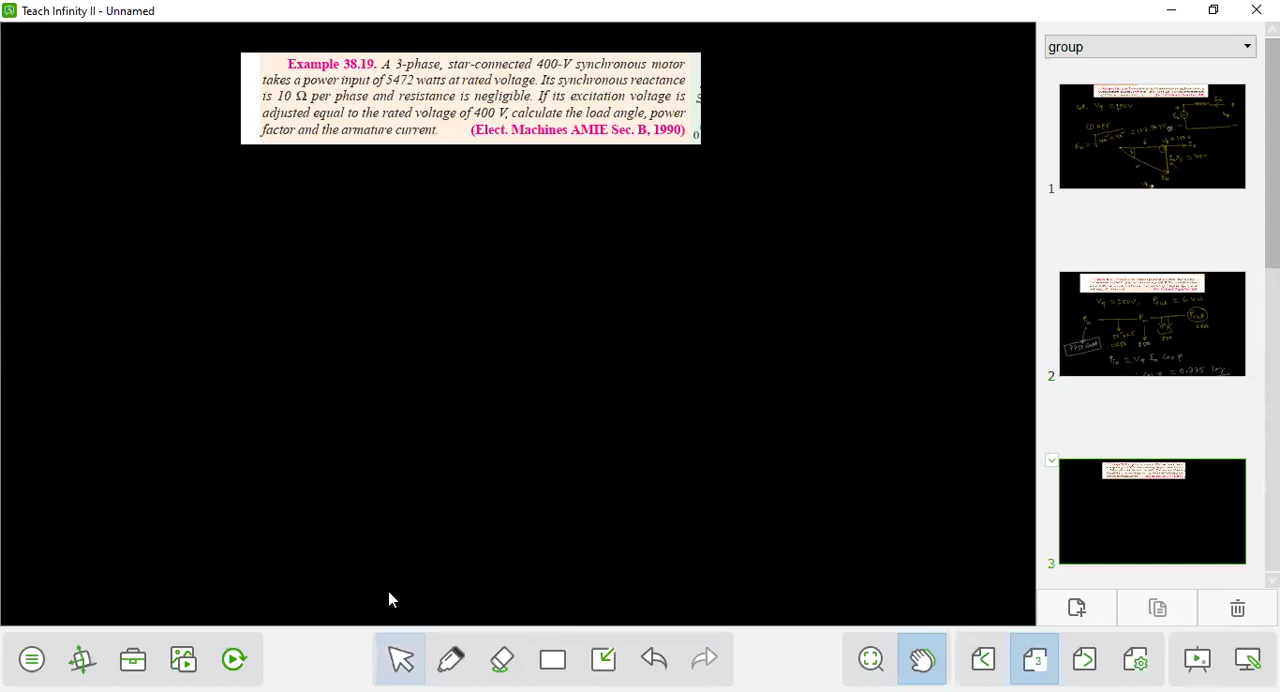 Teach Infinity II - Unnamed
Example 38.19. A 3-phase, star-connected 400-V synchronous motor
takes a power input of 5472 watts at rated voltage. Its synchronous reactance
is 10 Ω per phase and resistance is negligible. If its excitation voltage is
adjusted equal to the rated voltage of 400 V, calculate the load angle, power
factor and the armature current. (Elect. Machines AMIE Sec. B, 1990)
group
1
2
3
3